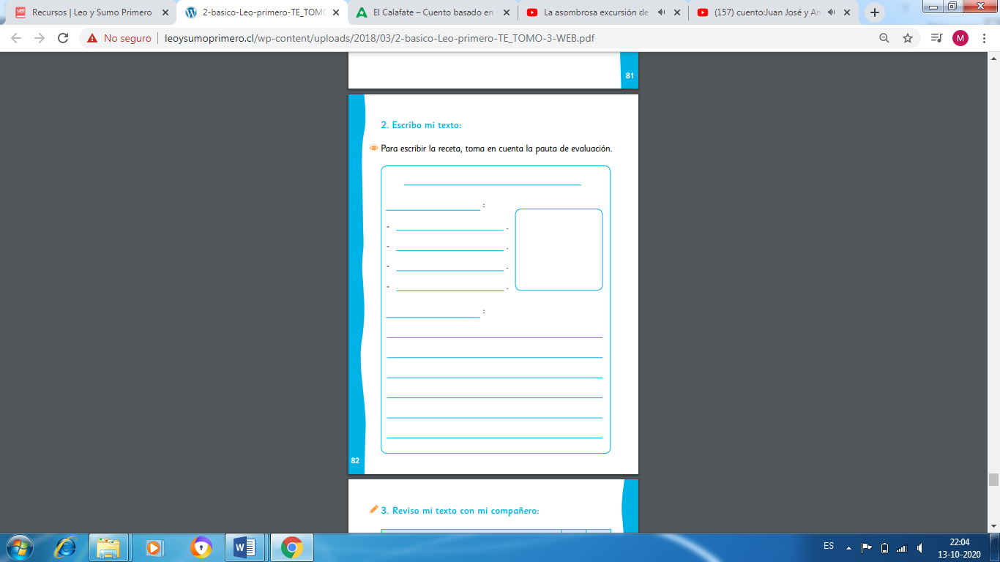 Recursos | Leo y Sumo Primero
2-basico-Leo-primero-TE_TOMO
El Calafate – Cuento basado en
La asombrosa excursión de
(157) cuento:Juan José y An
No seguro
leoysumoprimero.cl/wp-content/uploads/2018/03/2-basico-Leo-primero-TE_TOMO-3-WEB.pdf
M
81
2. Escribo mi texto:
Para escribir la receta, toma en cuenta la pauta de evaluación.
:
- .
- .
- .
- .
:
82
3. Reviso mi texto con mi compañero:
ES
22:04
13-10-2020